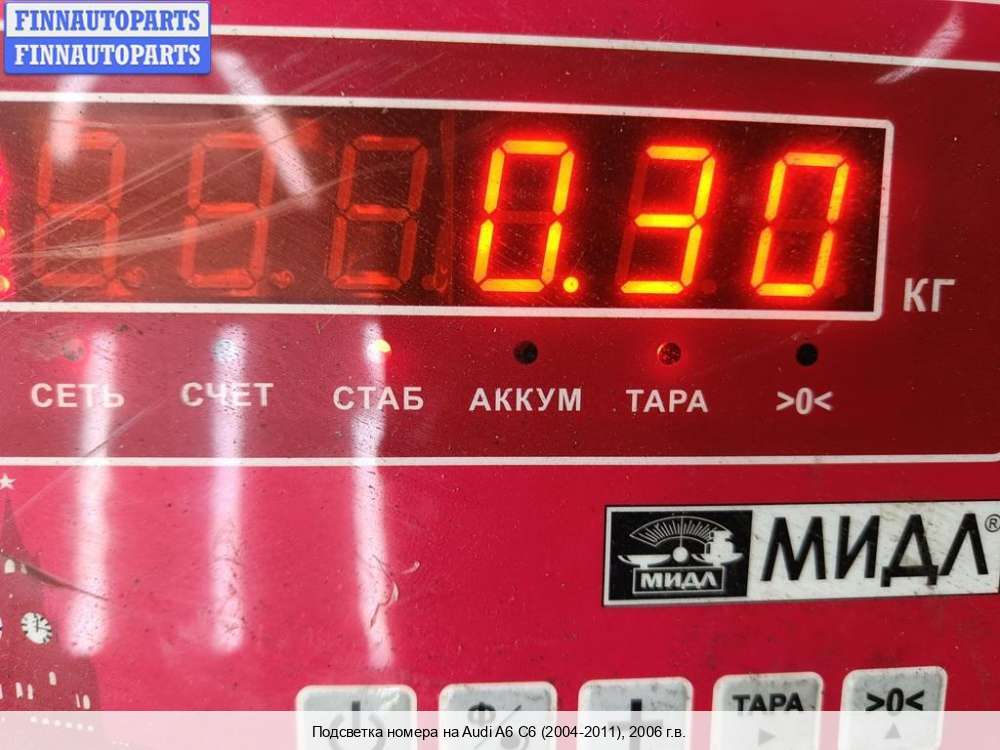 FINNAUTOPARTS
FINNAUTOPARTS
0.30
КГ
СЕТЬ СЧЕТ СТАБ АККУМ ТАРА >0<
МИДЛ МИДЛ®
ТАРА >0<
Подсветка номера на Audi A6 C6 (2004-2011), 2006 г.в.